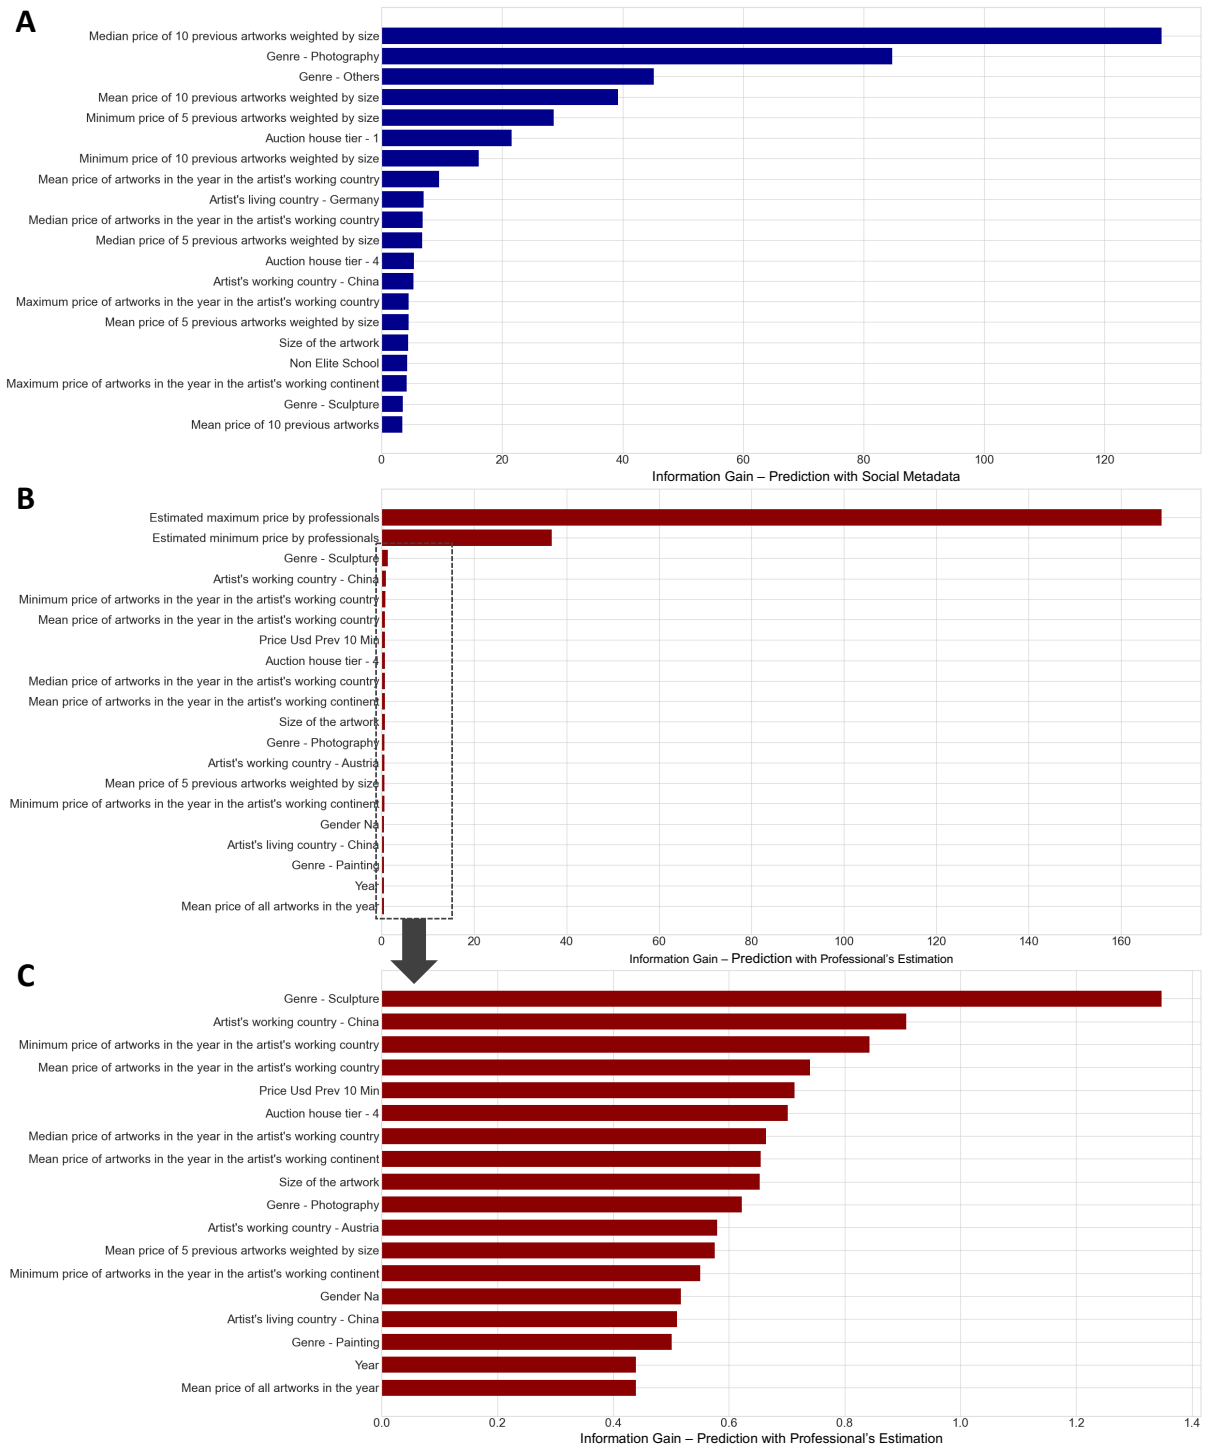 A
Median price of 10 previous artworks weighted by size
Genre - Photography
Genre - Others
Mean price of 10 previous artworks weighted by size
Minimum price of 5 previous artworks weighted by size
Auction house tier - 1
Minimum price of 10 previous artworks weighted by size
Mean price of artworks in the year in the artist's working country
Artist's living country - Germany
Median price of artworks in the year in the artist's working country
Median price of 5 previous artworks weighted by size
Auction house tier - 4
Artist's working country - China
Maximum price of artworks in the year in the artist's working country
Mean price of 5 previous artworks weighted by size
Size of the artwork
Non Elite School
Maximum price of artworks in the year in the artist's working continent
Genre - Sculpture
Mean price of 10 previous artworks
0 20 40 60 80 100 120
Information Gain – Prediction with Social Metadata
B
Estimated maximum price by professionals
Estimated minimum price by professionals
Genre - Sculpture
Artist's working country - China
Minimum price of artworks in the year in the artist's working country
Mean price of artworks in the year in the artist's working country
Price Usd Prev 10 Min
Auction house tier - 4
Median price of artworks in the year in the artist's working country
Mean price of artworks in the year in the artist's working continent
Size of the artwork
Genre - Photography
Artist's working country - Austria
Mean price of 5 previous artworks weighted by size
Minimum price of artworks in the year in the artist's working continent
Gender Na
Artist's living country - China
Genre - Painting
Year
Mean price of all artworks in the year
0 20 40 60 80 100 120 140 160
Information Gain – Prediction with Professional's Estimation
C
Genre - Sculpture
Artist's working country - China
Minimum price of artworks in the year in the artist's working country
Mean price of artworks in the year in the artist's working country
Price Usd Prev 10 Min
Auction house tier - 4
Median price of artworks in the year in the artist's working country
Mean price of artworks in the year in the artist's working continent
Size of the artwork
Genre - Photography
Artist's working country - Austria
Mean price of 5 previous artworks weighted by size
Minimum price of artworks in the year in the artist's working continent
Gender Na
Artist's living country - China
Genre - Painting
Year
Mean price of all artworks in the year
0.0 0.2 0.4 0.6 0.8 1.0 1.2 1.4
Information Gain – Prediction with Professional's Estimation